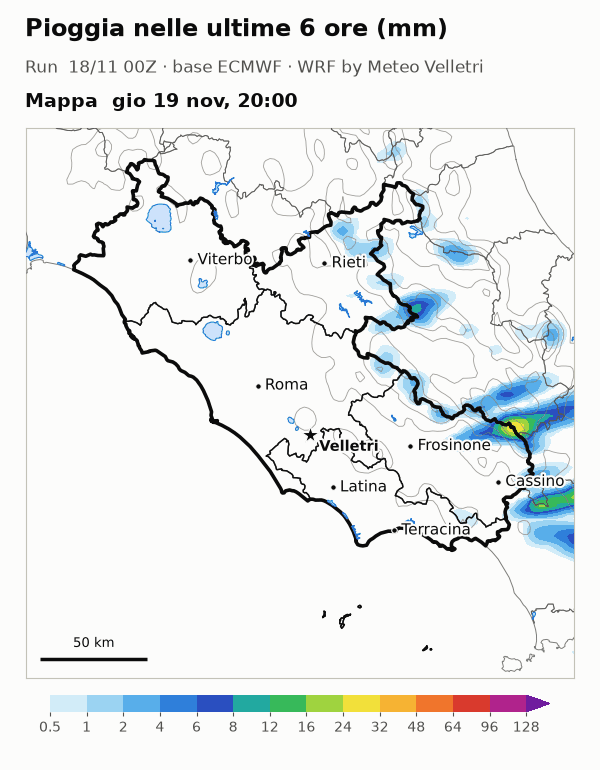 Pioggia nelle ultime 6 ore (mm)
Run  18/11 00Z · base ECMWF · WRF by Meteo Velletri
Mappa  gio 19 nov, 20:00
Viterbo
Rieti
Roma
Velletri
Frosinone
Cassino
Latina
Terracina
50 km
0.5 1 2 4 6 8 12 16 24 32 48 64 96 128